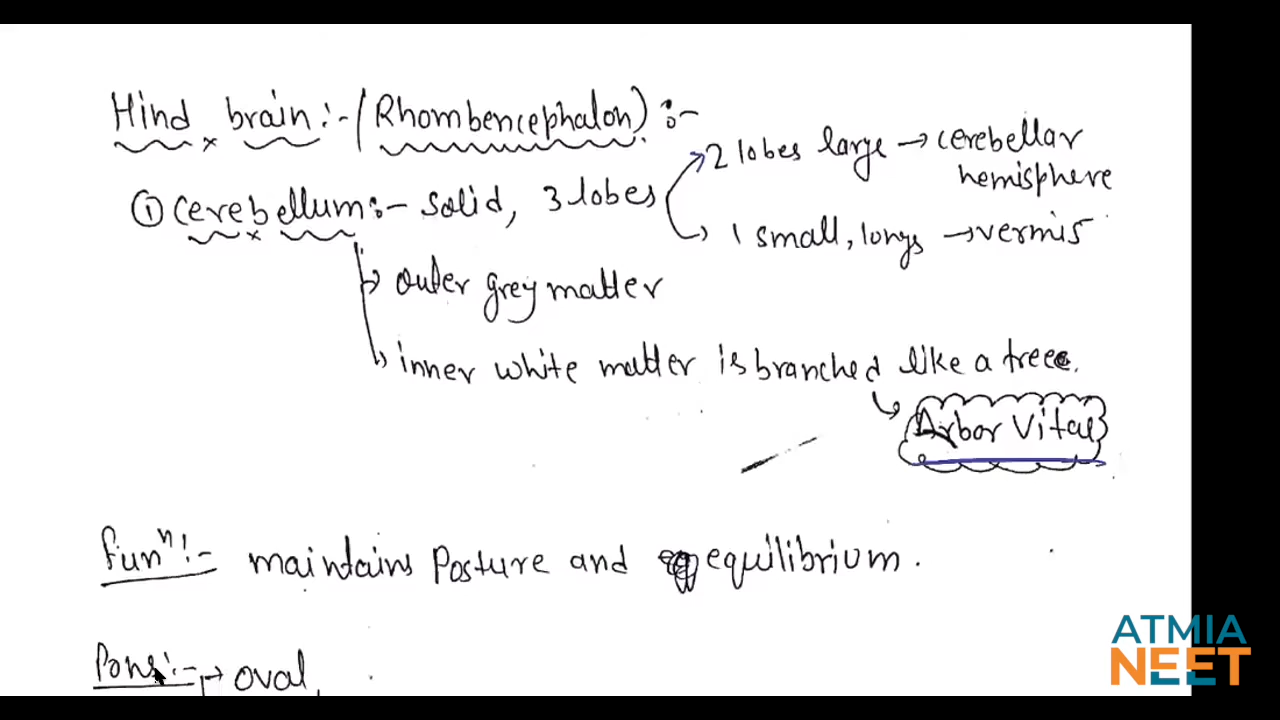 Hind brain:- (Rhombencephalon) :-
① Cerebellum:- solid, 3 lobes
→ 2 lobes large → cerebellar hemisphere
→ 1 small, longs → vermis
→ outer grey matter
→ inner white matter is branched like a tree.
→ Arbor Vitae
Funⁿ:- maintains Posture and equilibrium.
Pons:- → oval,
ATMIA
NEET